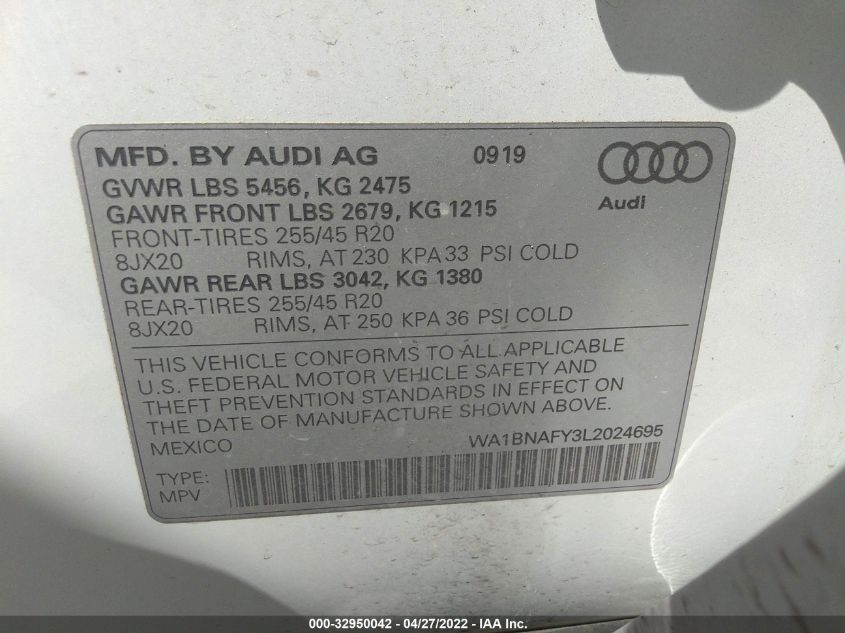 MFD. BY AUDI AG 0919
GVWR LBS 5456, KG 2475
GAWR FRONT LBS 2679, KG 1215
Audi
FRONT-TIRES 255/45 R20
8JX20 RIMS, AT 230 KPA 33 PSI COLD
GAWR REAR LBS 3042, KG 1380
REAR-TIRES 255/45 R20
8JX20 RIMS, AT 250 KPA 36 PSI COLD
THIS VEHICLE CONFORMS TO ALL APPLICABLE
U.S. FEDERAL MOTOR VEHICLE SAFETY AND
THEFT PREVENTION STANDARDS IN EFFECT ON
THE DATE OF MANUFACTURE SHOWN ABOVE.
MEXICO WA1BNAFY3L2024695
TYPE:
MPV
000-32950042 - 04/27/2022 - IAA Inc.